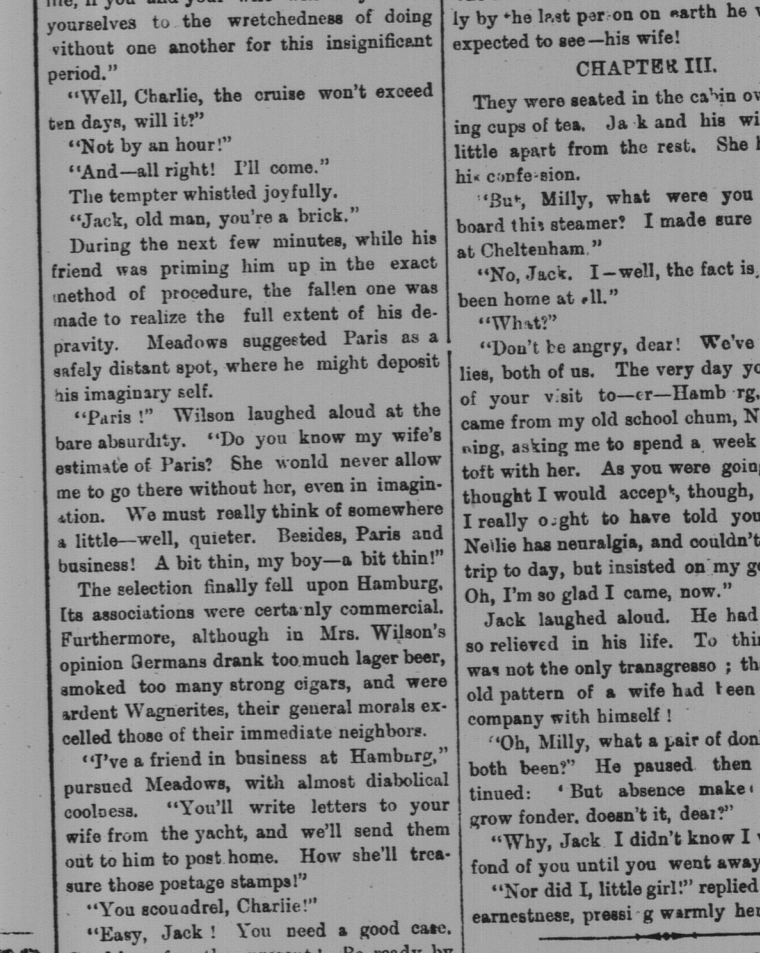 yourselves to the wretchedness of doing
without one another for this insignificant
period."
"Well, Charlie, the cruise won't exceed
ten days, will it?"
"Not by an hour!"
"And—all right! I'll come."
The tempter whistled joyfully.
"Jack, old man, you're a brick."
During the next few minutes, while his
friend was priming him up in the exact
method of procedure, the fallen one was
made to realize the full extent of his de-
pravity. Meadows suggested Paris as a
safely distant spot, where he might deposit
his imaginary self.
"Paris !" Wilson laughed aloud at the
bare absurdity. "Do you know my wife's
estimate of Paris? She would never allow
me to go there without her, even in imagin-
ation. We must really think of somewhere
a little—well, quieter. Besides, Paris and
business! A bit thin, my boy—a bit thin!"
The selection finally fell upon Hamburg.
Its associations were certainly commercial.
Furthermore, although in Mrs. Wilson's
opinion Germans drank too much lager beer,
smoked too many strong cigars, and were
ardent Wagnerites, their general morals ex-
celled those of their immediate neighbors.
"I've a friend in business at Hamburg,"
pursued Meadows, with almost diabolical
coolness. "You'll write letters to your
wife from the yacht, and we'll send them
out to him to post home. How she'll trea-
sure those postage stamps!"
"You scoundrel, Charlie!"
"Easy, Jack ! You need a good case.
ly by the last person on earth he
expected to see—his wife!
CHAPTER III.
They were seated in the cabin
ing cups of tea. Jack and his
little apart from the rest. She
his confession.
"But, Milly, what were you
board this steamer? I made sure
at Cheltenham."
"No, Jack. I—well, the fact is,
been home at all."
"What?"
"Don't be angry, dear! We've
lies, both of us. The very day
of your visit to—er—Hamburg,
came from my old school chum,
ning, asking me to spend a week
toft with her. As you were
thought I would accept, though,
I really ought to have told you
Nellie has neuralgia, and couldn't
trip to day, but insisted on my
Oh, I'm so glad I came, now."
Jack laughed aloud. He had
so relieved in his life. To
was not the only transgressor ;
old pattern of a wife had been
company with himself !
"Oh, Milly, what a pair of
both been?" He paused then
tinued: 'But absence makes
grow fonder, doesn't it, dear?"
"Why, Jack I didn't know I
fond of you until you went away
"Nor did I, little girl!" replied
earnestness, pressing warmly her